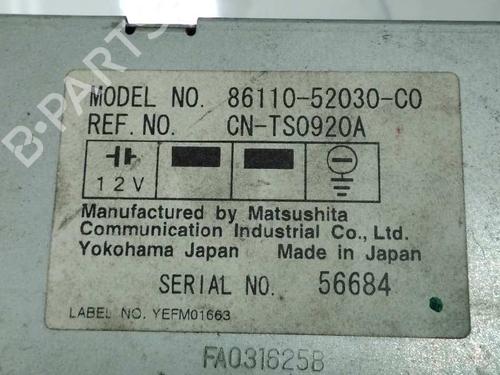 B-PARTS
MODEL NO. 86110-52030-C0
REF. NO. CN-TS0920A
12V
Manufactured by Matsushita
Communication Industrial Co., Ltd.
Yokohama Japan Made in Japan
SERIAL NO. 56684
LABEL NO. YEFM01663
FA031625B